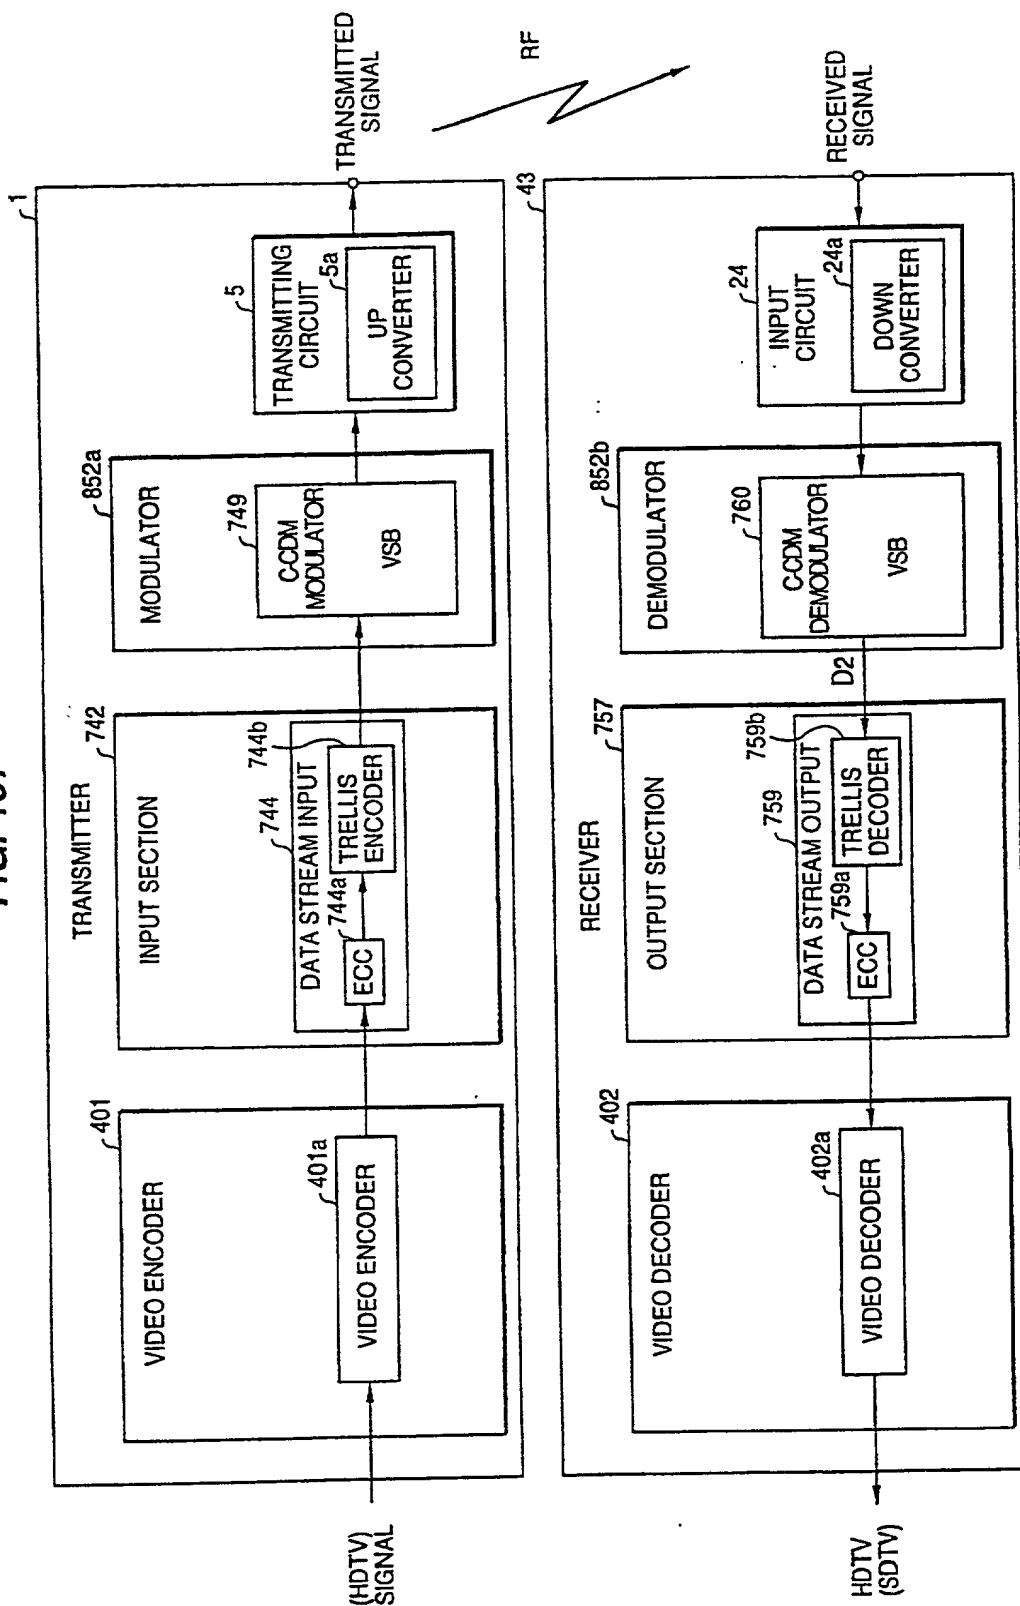 TRANSMITTER
1
VIDEO ENCODER
401
VIDEO ENCODER
401a
(HDTV)
SIGNAL
INPUT SECTION
742
DATA STREAM INPUT
744
ECC
744a
TRELLIS
ENCODER
744b
MODULATOR
852a
C-CDM
MODULATOR
749
VSB
TRANSMITTING
CIRCUIT
5
UP
CONVERTER
5a
TRANSMITTED
SIGNAL
RF
RECEIVER
43
VIDEO DECODER
402
VIDEO DECODER
402a
HDTV
(SDTV)
OUTPUT SECTION
757
DATA STREAM OUTPUT
759
ECC
759a
TRELLIS
DECODER
759b
D2
DEMODULATOR
852b
C-CDM
DEMODULATOR
760
VSB
INPUT
CIRCUIT
24
DOWN
CONVERTER
24a
RECEIVED
SIGNAL